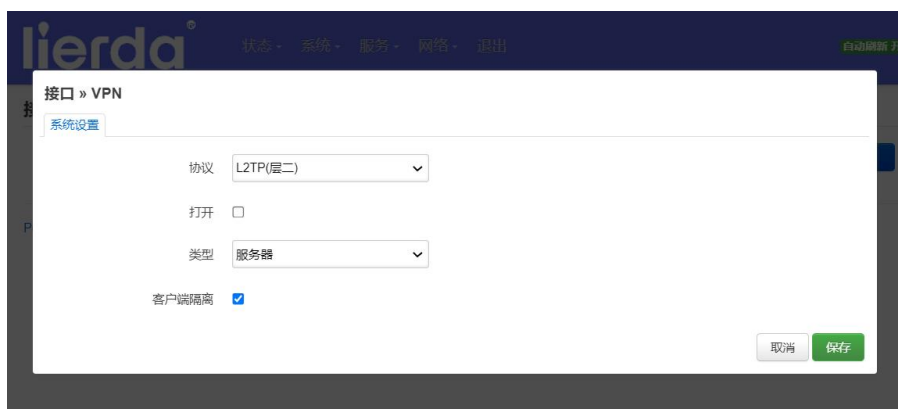 lierda®
状态 系统 服务 网络 退出
自动刷新 开
接口 » VPN
系统设置
协议 L2TP(层二)
打开
类型 服务器
客户端隔离
取消 保存